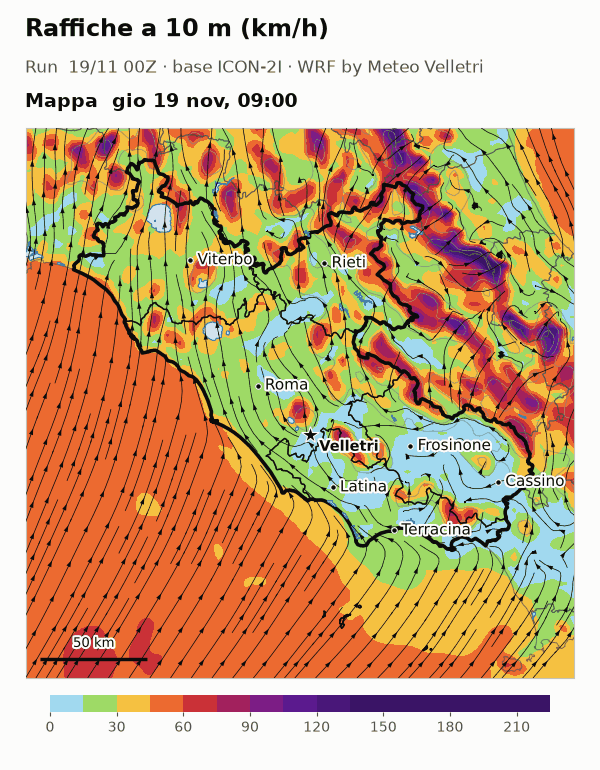 Raffiche a 10 m (km/h)
Run 19/11 00Z · base ICON-2I · WRF by Meteo Velletri
Mappa gio 19 nov, 09:00
Viterbo
Rieti
Roma
Velletri
Frosinone
Latina
Cassino
Terracina
50 km
0 30 60 90 120 150 180 210